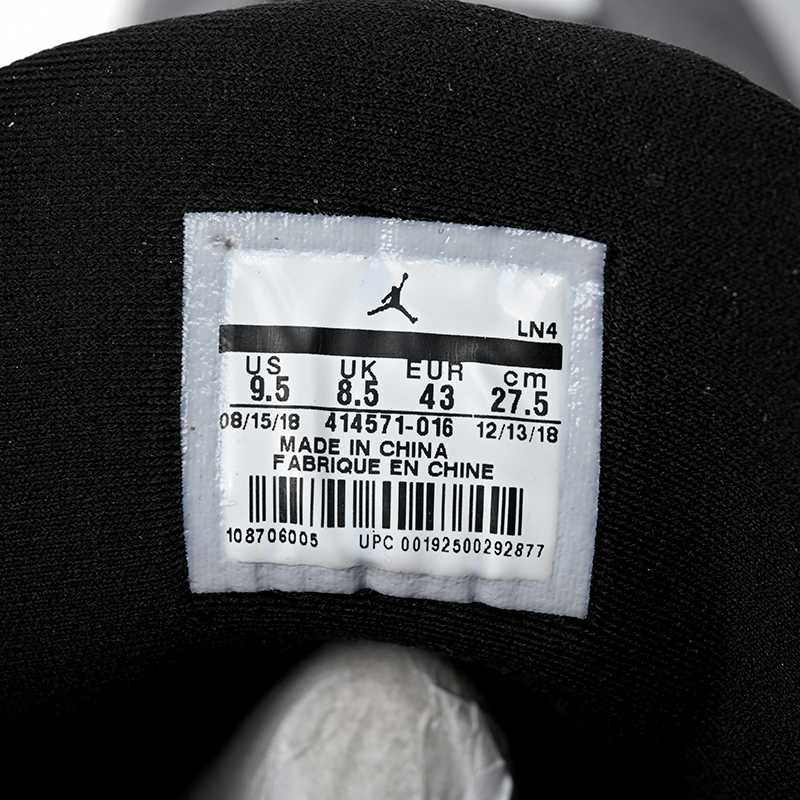 LN4
US UK EUR cm
9.5 8.5 43 27.5
08/15/18 414571-016 12/13/18
MADE IN CHINA
FABRIQUE EN CHINE
108706005 UPC 00192500292877